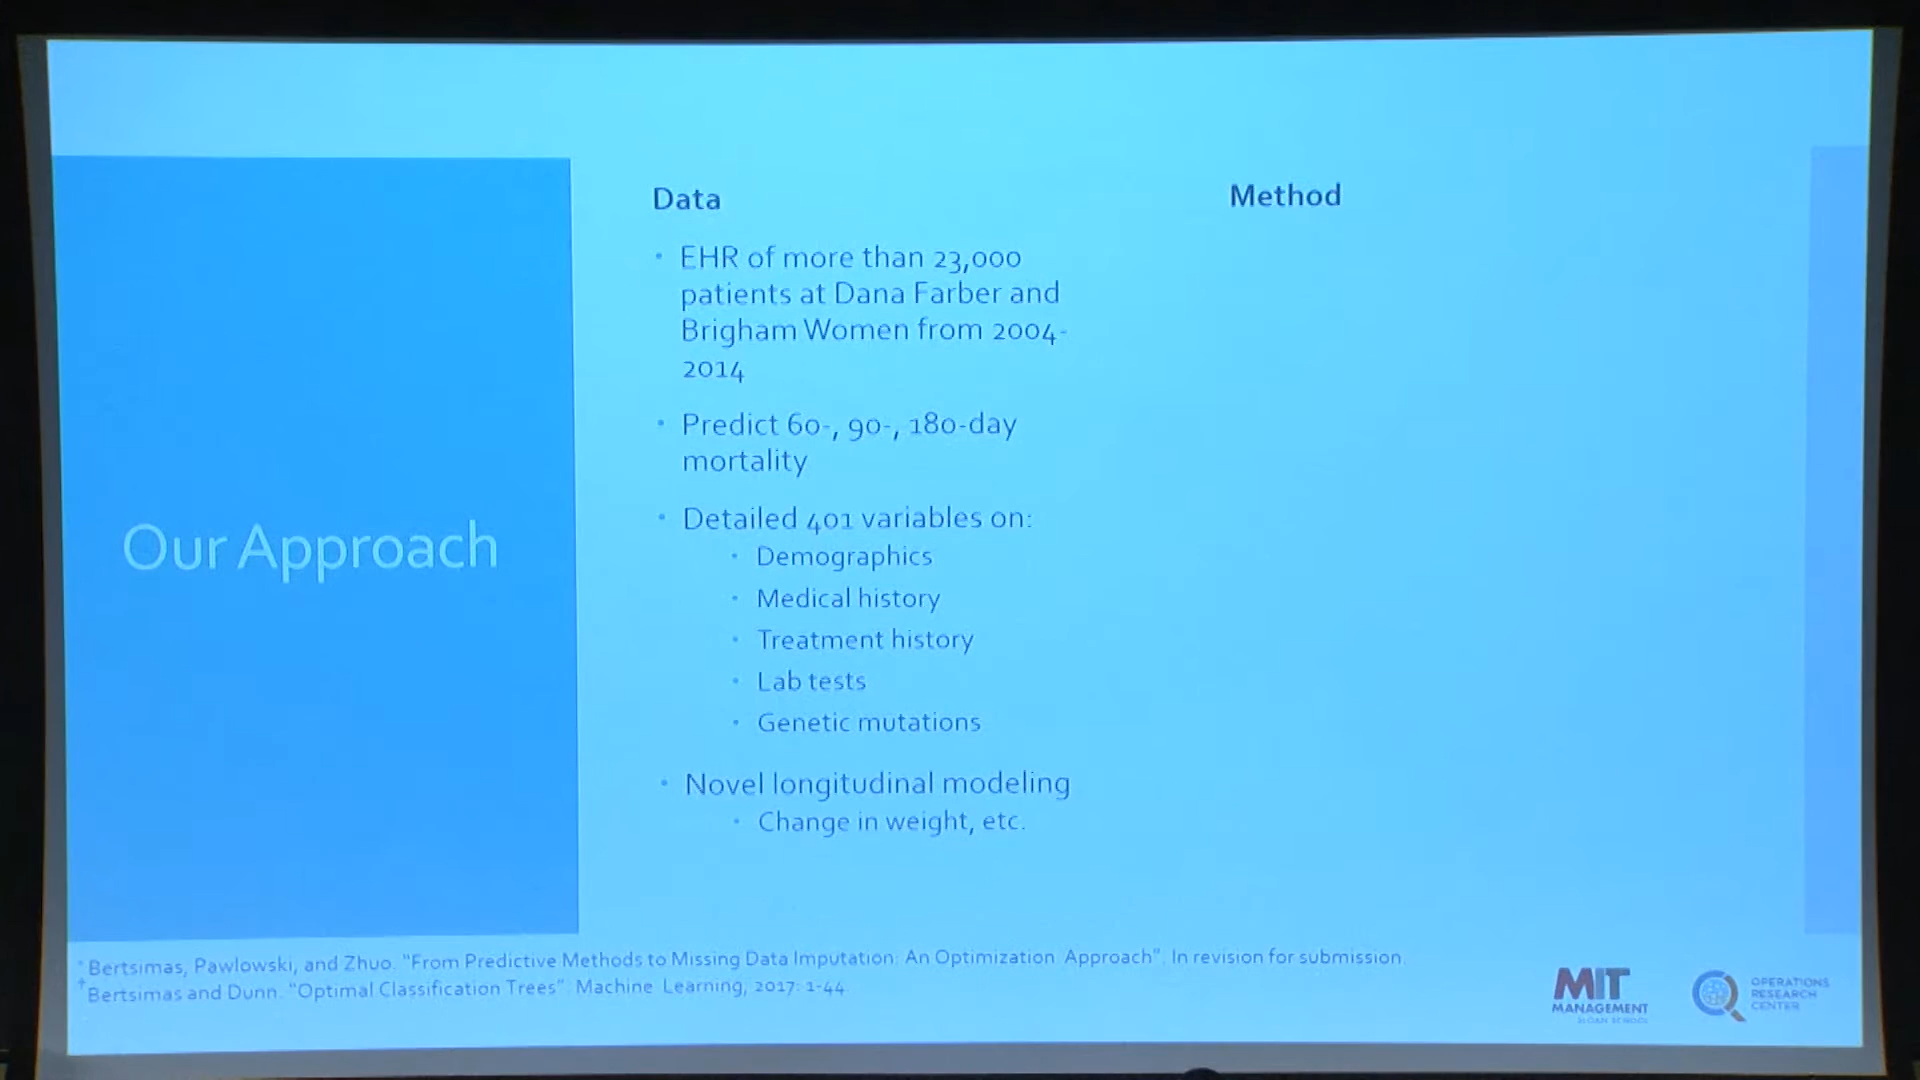 Our Approach
Data
• EHR of more than 23,000
patients at Dana Farber and
Brigham Women from 2004-
2014
• Predict 60-, 90-, 180-day
mortality
• Detailed 401 variables on:
• Demographics
• Medical history
• Treatment history
• Lab tests
• Genetic mutations
• Novel longitudinal modeling
• Change in weight, etc.
Method
* Bertsimas, Pawlowski, and Zhuo. "From Predictive Methods to Missing Data Imputation: An Optimization Approach". In revision for submission.
† Bertsimas and Dunn. "Optimal Classification Trees". Machine Learning, 2017: 1-44
MIT
MANAGEMENT
SLOAN SCHOOL
OPERATIONS
RESEARCH
CENTER